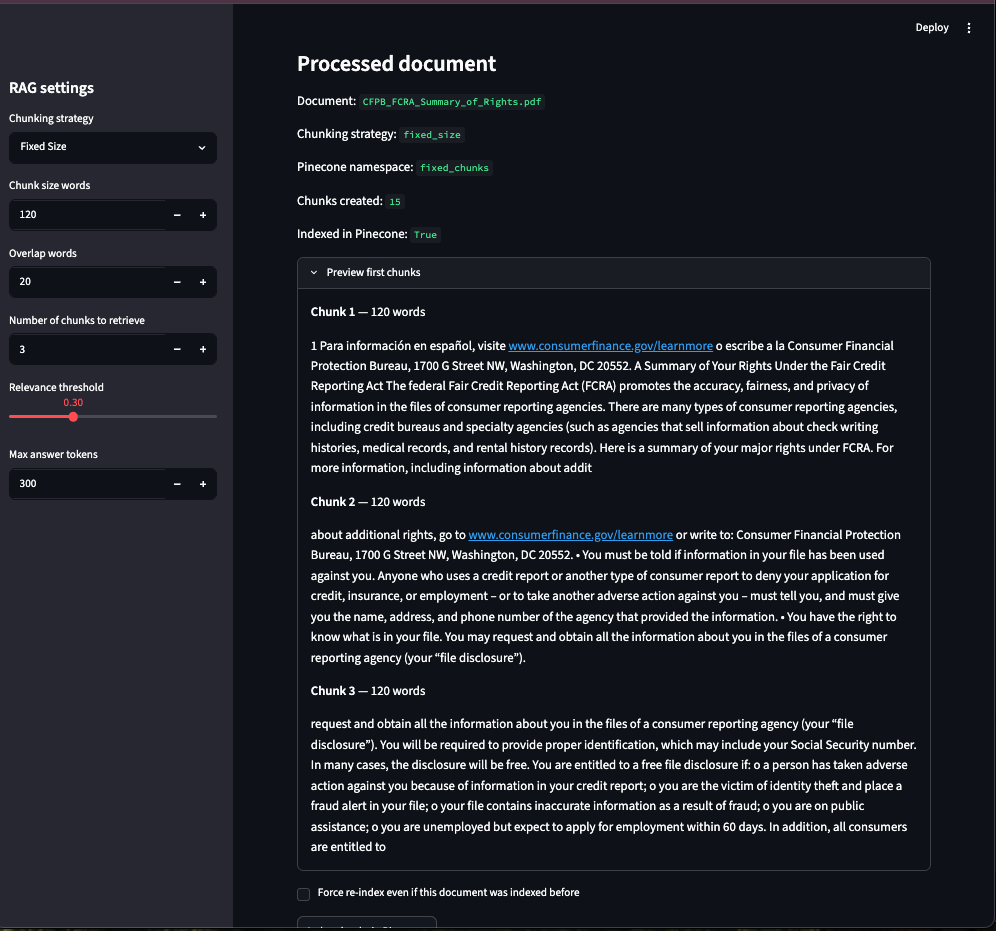 Deploy
RAG settings
Chunking strategy
Fixed Size
Chunk size words
120
Overlap words
20
Number of chunks to retrieve
3
Relevance threshold
0.30
Max answer tokens
300
Processed document
Document: CFPB_FCRA_Summary_of_Rights.pdf
Chunking strategy: fixed_size
Pinecone namespace: fixed_chunks
Chunks created: 15
Indexed in Pinecone: True
Preview first chunks
Chunk 1 — 120 words
1 Para información en español, visite www.consumerfinance.gov/learnmore o escribe a la Consumer Financial
Protection Bureau, 1700 G Street NW, Washington, DC 20552. A Summary of Your Rights Under the Fair Credit
Reporting Act The federal Fair Credit Reporting Act (FCRA) promotes the accuracy, fairness, and privacy of
information in the files of consumer reporting agencies. There are many types of consumer reporting agencies,
including credit bureaus and specialty agencies (such as agencies that sell information about check writing
histories, medical records, and rental history records). Here is a summary of your major rights under FCRA. For
more information, including information about addit
Chunk 2 — 120 words
about additional rights, go to www.consumerfinance.gov/learnmore or write to: Consumer Financial Protection
Bureau, 1700 G Street NW, Washington, DC 20552. • You must be told if information in your file has been used
against you. Anyone who uses a credit report or another type of consumer report to deny your application for
credit, insurance, or employment – or to take another adverse action against you – must tell you, and must give
you the name, address, and phone number of the agency that provided the information. • You have the right to
know what is in your file. You may request and obtain all the information about you in the files of a consumer
reporting agency (your “file disclosure”).
Chunk 3 — 120 words
request and obtain all the information about you in the files of a consumer reporting agency (your “file
disclosure”). You will be required to provide proper identification, which may include your Social Security number.
In many cases, the disclosure will be free. You are entitled to a free file disclosure if: o a person has taken adverse
action against you because of information in your credit report; o you are the victim of identity theft and place a
fraud alert in your file; o your file contains inaccurate information as a result of fraud; o you are on public
assistance; o you are unemployed but expect to apply for employment within 60 days. In addition, all consumers
are entitled to
Force re-index even if this document was indexed before